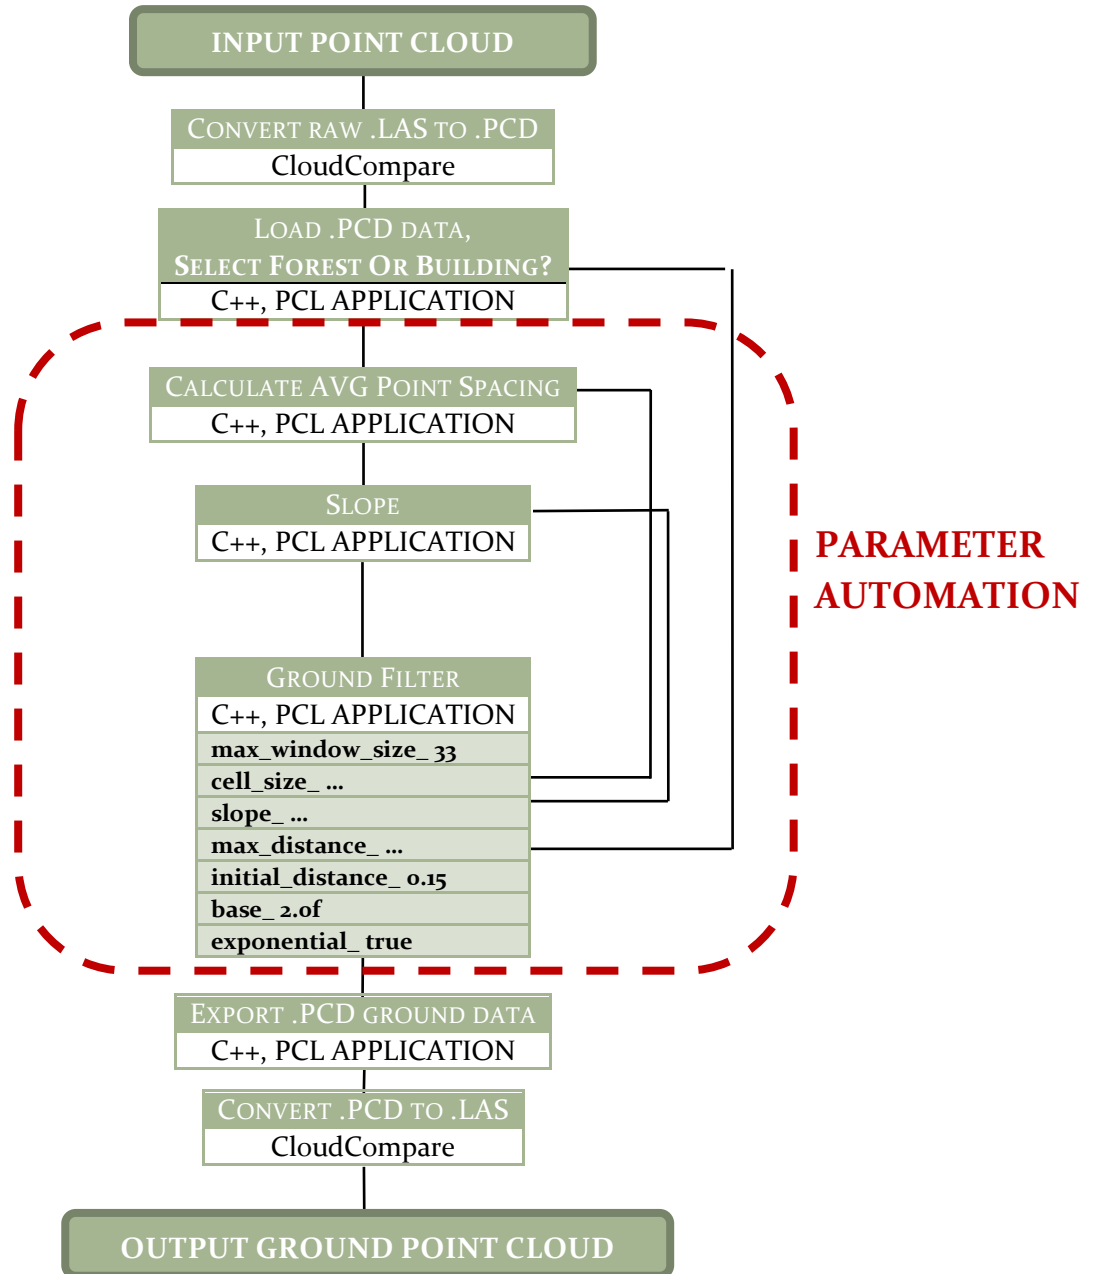 INPUT POINT CLOUD
CONVERT RAW .LAS TO .PCD
CloudCompare
LOAD .PCD DATA,
SELECT FOREST OR BUILDING?
C++, PCL APPLICATION
CALCULATE AVG POINT SPACING
C++, PCL APPLICATION
SLOPE
C++, PCL APPLICATION
PARAMETER
AUTOMATION
GROUND FILTER
C++, PCL APPLICATION
max_window_size_ 33
cell_size_ ...
slope_ ...
max_distance_ ...
initial_distance_ 0.15
base_ 2.0f
exponential_ true
EXPORT .PCD GROUND DATA
C++, PCL APPLICATION
CONVERT .PCD TO .LAS
CloudCompare
OUTPUT GROUND POINT CLOUD